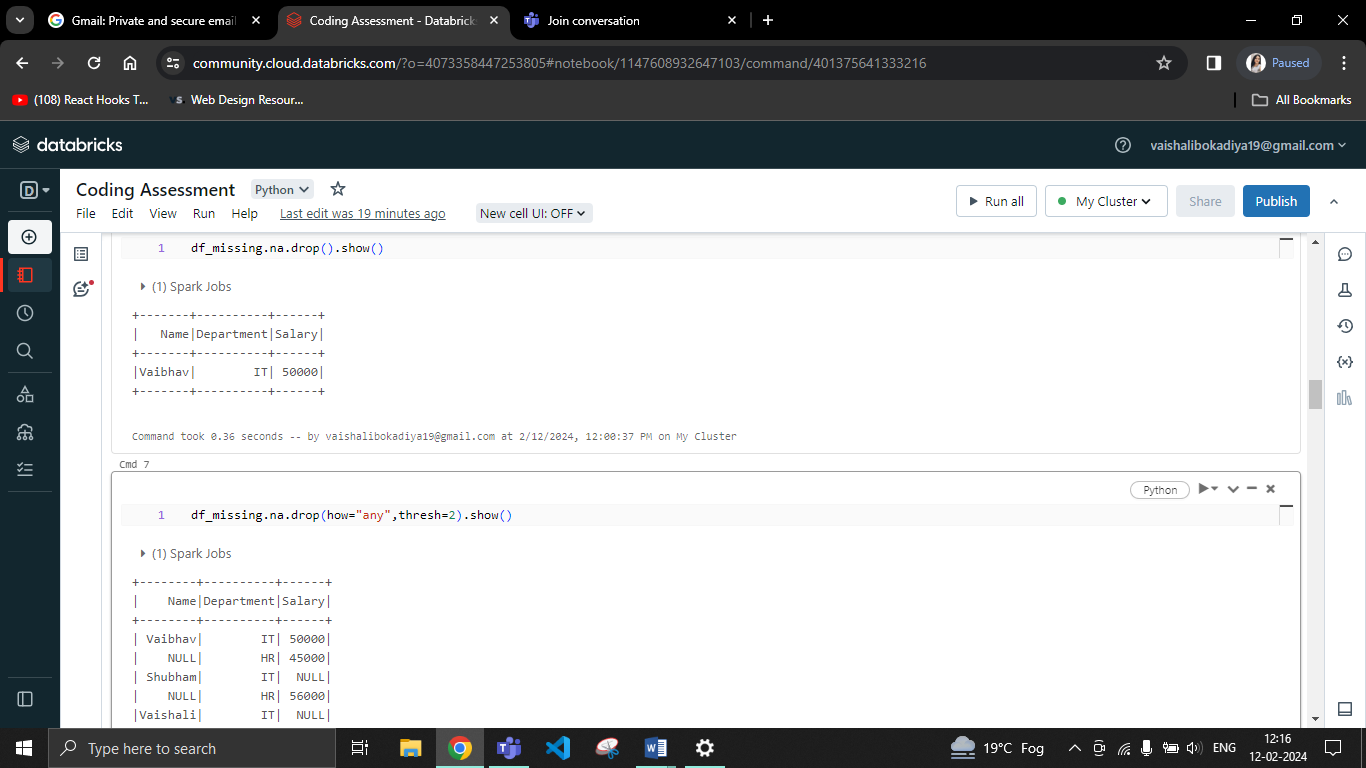 Gmail: Private and secure email
Coding Assessment - Databrick
Join conversation
community.cloud.databricks.com/?o=4073358447253805#notebook/1147608932647103/command/401375641333216
Paused
(108) React Hooks T...
VS
Web Design Resour...
All Bookmarks
databricks
vaishalibokadiya19@gmail.com
D
Coding Assessment
Python
Run all
My Cluster
Share
Publish
File Edit View Run Help Last edit was 19 minutes ago New cell UI: OFF
1 df_missing.na.drop().show()
(1) Spark Jobs
+-------+----------+------+
|   Name|Department|Salary|
+-------+----------+------+
|Vaibhav|        IT| 50000|
+-------+----------+------+
Command took 0.36 seconds -- by vaishalibokadiya19@gmail.com at 2/12/2024, 12:00:37 PM on My Cluster
Cmd 7
Python
1 df_missing.na.drop(how="any",thresh=2).show()
(1) Spark Jobs
+--------+----------+------+
|    Name|Department|Salary|
+--------+----------+------+
| Vaibhav|        IT| 50000|
|    NULL|        HR| 45000|
| Shubham|        IT|  NULL|
|    NULL|        HR| 56000|
|Vaishali|        IT|  NULL|
{x}
Type here to search
19°C Fog
ENG
12:16
12-02-2024